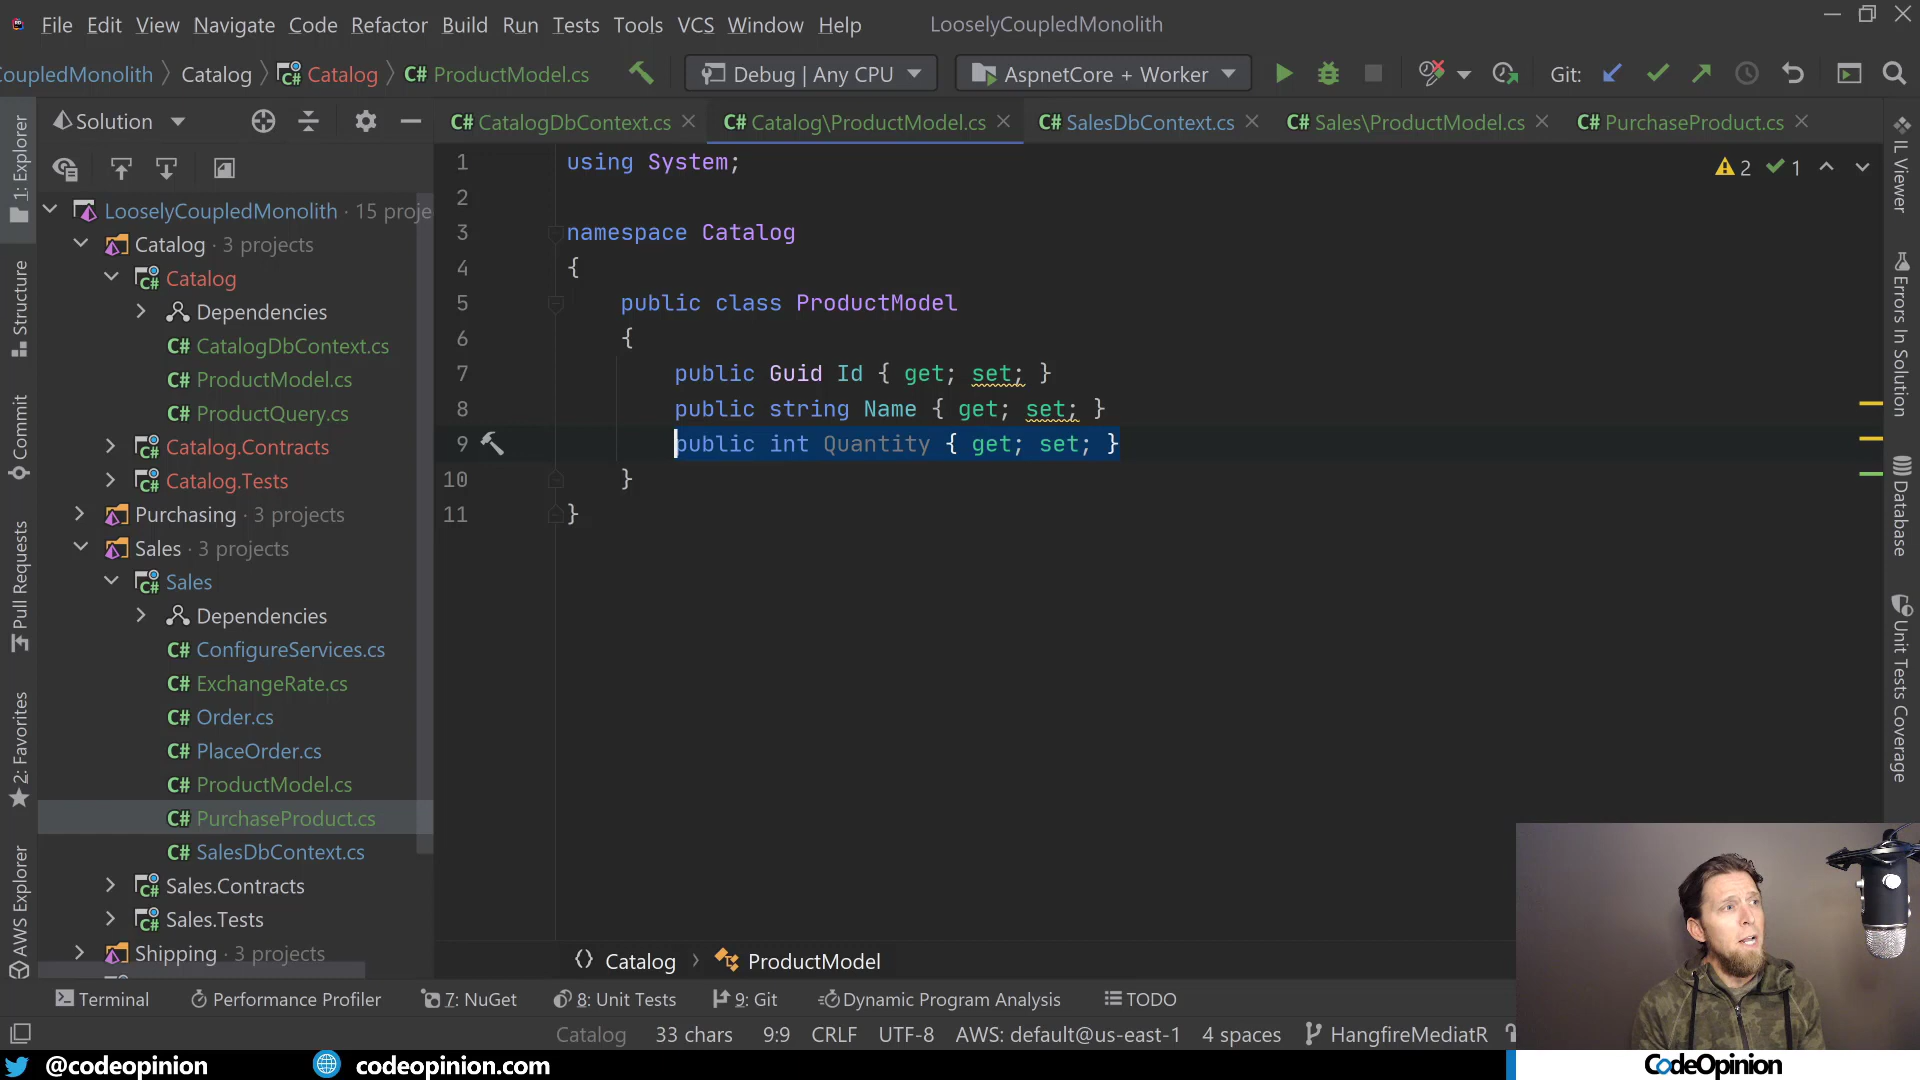 File Edit View Navigate Code Refactor Build Run Tests Tools VCS Window Help LooselyCoupledMonolith
CoupledMonolith Catalog Catalog C# ProductModel.cs Debug | Any CPU AspnetCore + Worker Git:
Solution
C# CatalogDbContext.cs C# Catalog\ProductModel.cs C# SalesDbContext.cs C# Sales\ProductModel.cs C# PurchaseProduct.cs
1: Explorer
Structure
Commit
Pull Requests
2: Favorites
AWS Explorer
LooselyCoupledMonolith · 15 proje
Catalog · 3 projects
C# Catalog
Dependencies
C# CatalogDbContext.cs
C# ProductModel.cs
C# ProductQuery.cs
C# Catalog.Contracts
C# Catalog.Tests
Purchasing · 3 projects
Sales · 3 projects
C# Sales
Dependencies
C# ConfigureServices.cs
C# ExchangeRate.cs
C# Order.cs
C# PlaceOrder.cs
C# ProductModel.cs
C# PurchaseProduct.cs
C# SalesDbContext.cs
C# Sales.Contracts
C# Sales.Tests
Shipping · 3 projects
1 using System;
2
3 namespace Catalog
4 {
5 public class ProductModel
6 {
7 public Guid Id { get; set; }
8 public string Name { get; set; }
9 public int Quantity { get; set; }
10 }
11 }
2 1
IL Viewer
Errors In Solution
Database
Unit Tests Coverage
Catalog ProductModel
Terminal Performance Profiler 7: NuGet 8: Unit Tests 9: Git Dynamic Program Analysis TODO
Catalog 33 chars 9:9 CRLF UTF-8 AWS: default@us-east-1 4 spaces HangfireMediatR
@codeopinion codeopinion.com CodeOpinion